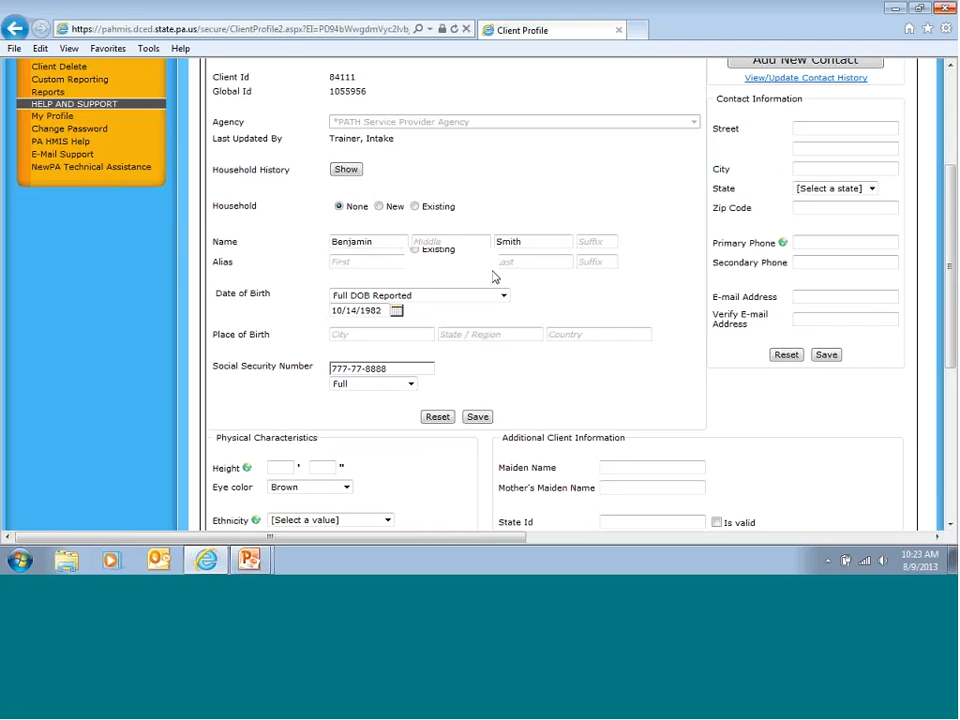 https://pahmis.dced.state.pa.us/secure/ClientProfile2.aspx?EI=PD94bWwgdmVyc2lvb
Client Profile
File Edit View Favorites Tools Help
Client Delete
Custom Reporting
Reports
HELP AND SUPPORT
My Profile
Change Password
PA HMIS Help
E-Mail Support
NewPA Technical Assistance
Client Id 84111
Global Id 1055956
Agency *PATH Service Provider Agency
Last Updated By Trainer, Intake
Household History Show
Household None New Existing
Name Benjamin Middle Smith Suffix
Existing
Alias First Last Suffix
Date of Birth Full DOB Reported
10/14/1982
Place of Birth City State / Region Country
Social Security Number 777-77-8888
Full
Reset Save
Add New Contact
View/Update Contact History
Contact Information
Street
City
State [Select a state]
Zip Code
Primary Phone
Secondary Phone
E-mail Address
Verify E-mail
Address
Reset Save
Physical Characteristics
Height ' "
Eye color Brown
Ethnicity [Select a value]
Additional Client Information
Maiden Name
Mother's Maiden Name
State Id Is valid
10:23 AM
8/9/2013